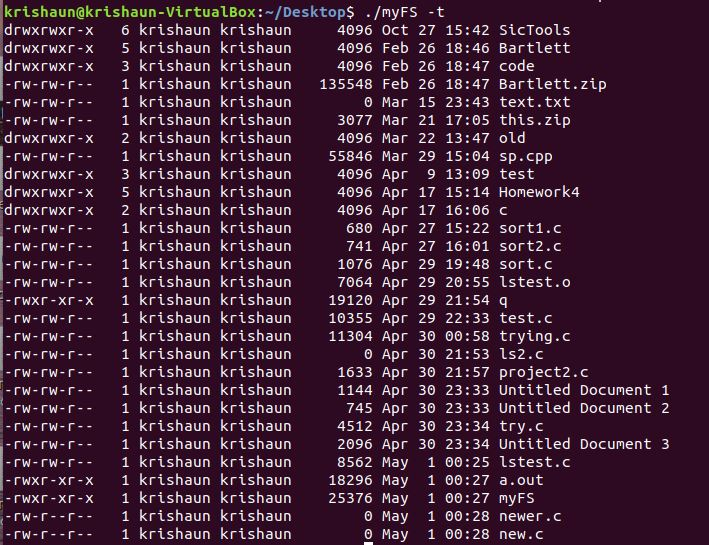 krishaun@krishaun-VirtualBox:~/Desktop$ ./myFS -t
drwxrwxr-x   6 krishaun krishaun     4096 Oct 27 15:42 SicTools
drwxrwxr-x   5 krishaun krishaun     4096 Feb 26 18:46 Bartlett
drwxrwxr-x   3 krishaun krishaun     4096 Feb 26 18:47 code
-rw-rw-r--   1 krishaun krishaun   135548 Feb 26 18:47 Bartlett.zip
-rw-rw-r--   1 krishaun krishaun        0 Mar 15 23:43 text.txt
-rw-rw-r--   1 krishaun krishaun     3077 Mar 21 17:05 this.zip
drwxrwxr-x   2 krishaun krishaun     4096 Mar 22 13:47 old
-rw-rw-r--   1 krishaun krishaun    55846 Mar 29 15:04 sp.cpp
drwxrwxr-x   3 krishaun krishaun     4096 Apr  9 13:09 test
drwxrwxr-x   5 krishaun krishaun     4096 Apr 17 15:14 Homework4
drwxrwxr-x   2 krishaun krishaun     4096 Apr 17 16:06 c
-rw-rw-r--   1 krishaun krishaun      680 Apr 27 15:22 sort1.c
-rw-rw-r--   1 krishaun krishaun      741 Apr 27 16:01 sort2.c
-rw-rw-r--   1 krishaun krishaun     1076 Apr 29 19:48 sort.c
-rw-rw-r--   1 krishaun krishaun     7064 Apr 29 20:55 lstest.o
-rwxr-xr-x   1 krishaun krishaun    19120 Apr 29 21:54 q
-rw-rw-r--   1 krishaun krishaun    10355 Apr 29 22:33 test.c
-rw-rw-r--   1 krishaun krishaun    11304 Apr 30 00:58 trying.c
-rw-rw-r--   1 krishaun krishaun        0 Apr 30 21:53 ls2.c
-rw-rw-r--   1 krishaun krishaun     1633 Apr 30 21:57 project2.c
-rw-rw-r--   1 krishaun krishaun     1144 Apr 30 23:33 Untitled Document 1
-rw-rw-r--   1 krishaun krishaun      745 Apr 30 23:33 Untitled Document 2
-rw-rw-r--   1 krishaun krishaun     4512 Apr 30 23:34 try.c
-rw-rw-r--   1 krishaun krishaun     2096 Apr 30 23:34 Untitled Document 3
-rw-rw-r--   1 krishaun krishaun     8562 May  1 00:25 lstest.c
-rwxr-xr-x   1 krishaun krishaun    18296 May  1 00:27 a.out
-rwxr-xr-x   1 krishaun krishaun    25376 May  1 00:27 myFS
-rw-r--r--   1 krishaun krishaun        0 May  1 00:28 newer.c
-rw-r--r--   1 krishaun krishaun        0 May  1 00:28 new.c